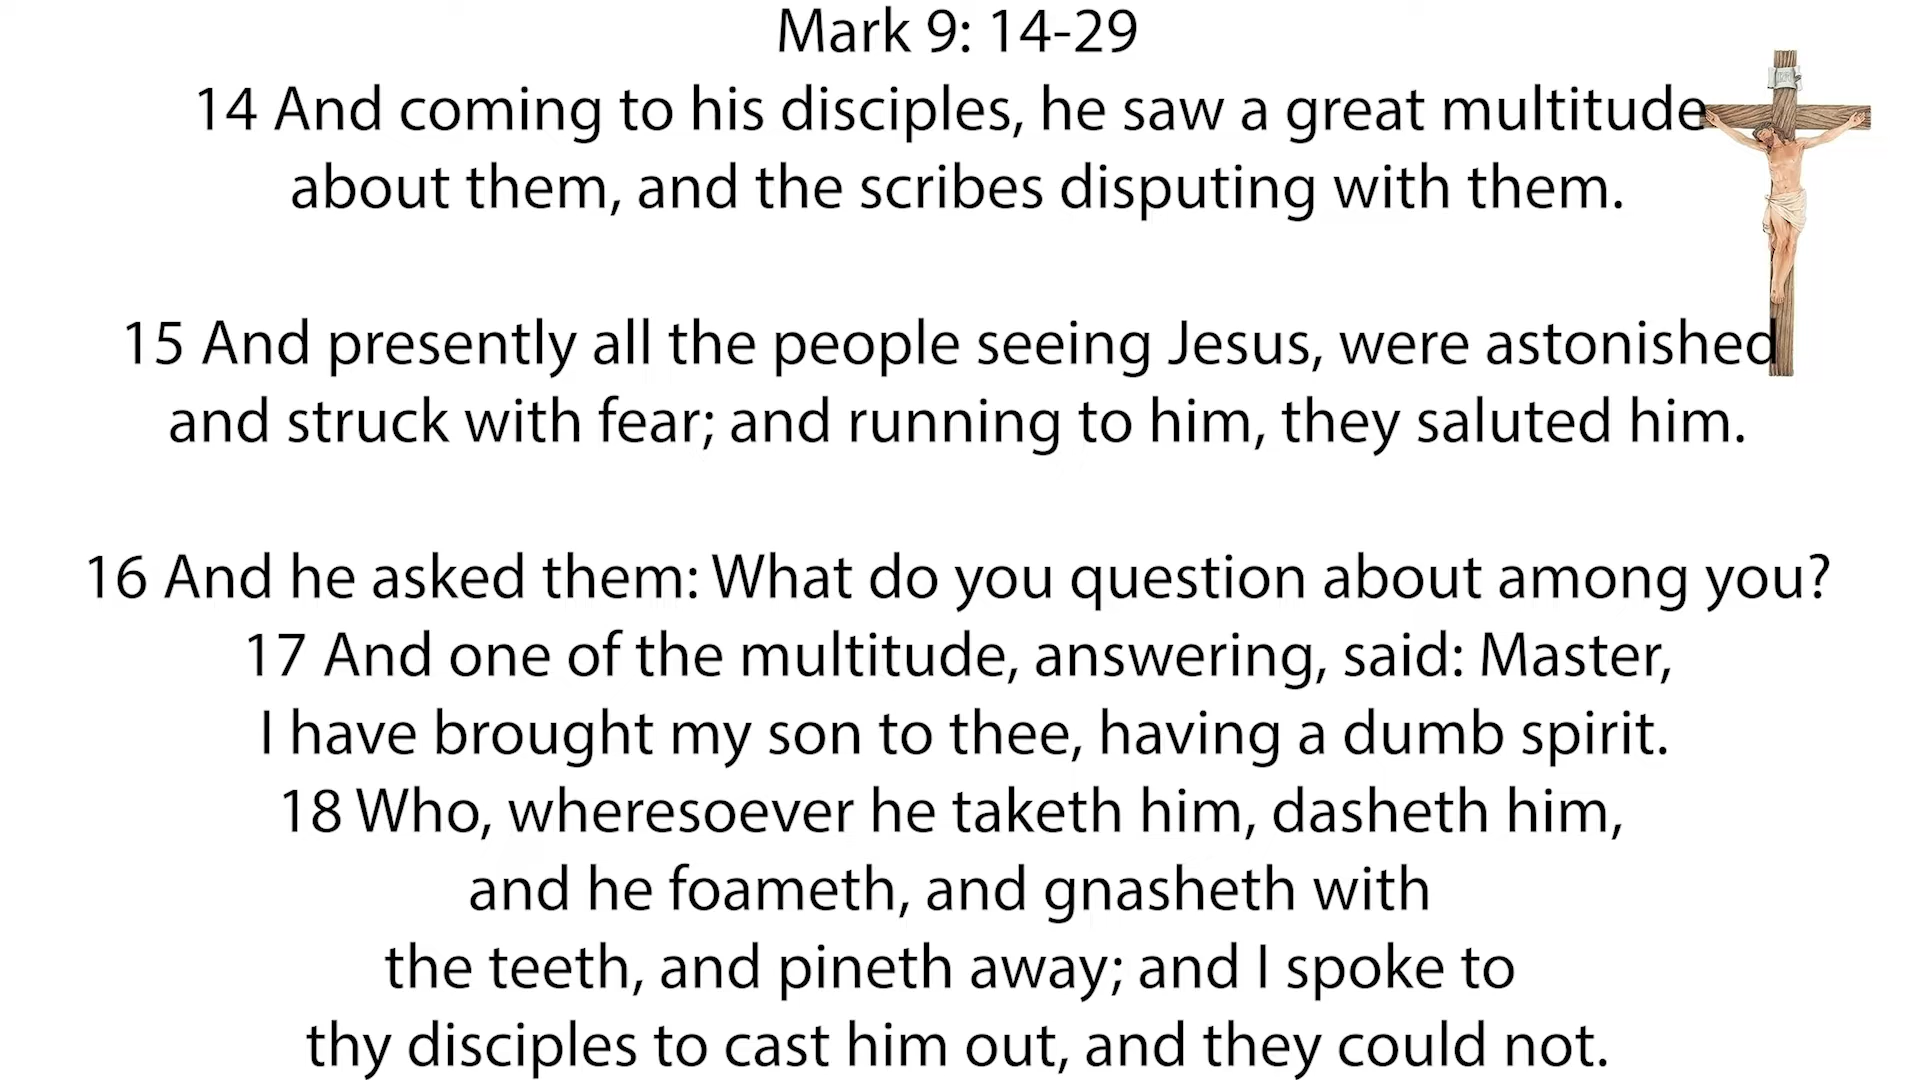 Mark 9: 14-29
14 And coming to his disciples, he saw a great multitude
about them, and the scribes disputing with them.
15 And presently all the people seeing Jesus, were astonished
and struck with fear; and running to him, they saluted him.
16 And he asked them: What do you question about among you?
17 And one of the multitude, answering, said: Master,
I have brought my son to thee, having a dumb spirit.
18 Who, wheresoever he taketh him, dasheth him,
and he foameth, and gnasheth with
the teeth, and pineth away; and I spoke to
thy disciples to cast him out, and they could not.